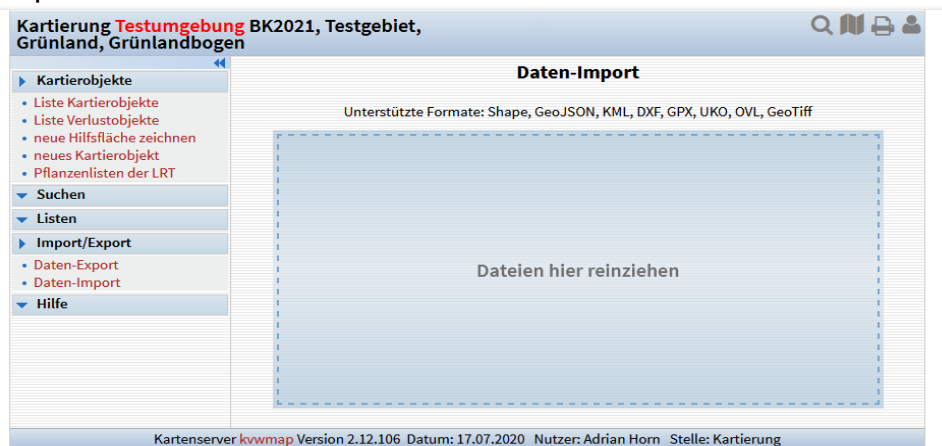 Kartierung Testumgebung BK2021, Testgebiet,
Grünland, Grünlandbogen
Kartierobjekte
Liste Kartierobjekte
Liste Verlustobjekte
neue Hilfsfläche zeichnen
neues Kartierobjekt
Pflanzenlisten der LRT
Suchen
Listen
Import/Export
Daten-Export
Daten-Import
Hilfe
Daten-Import
Unterstützte Formate: Shape, GeoJSON, KML, DXF, GPX, UKO, OVL, GeoTiff
Dateien hier reinziehen
Kartenserver kvwmap Version 2.12.106 Datum: 17.07.2020 Nutzer: Adrian Horn Stelle: Kartierung